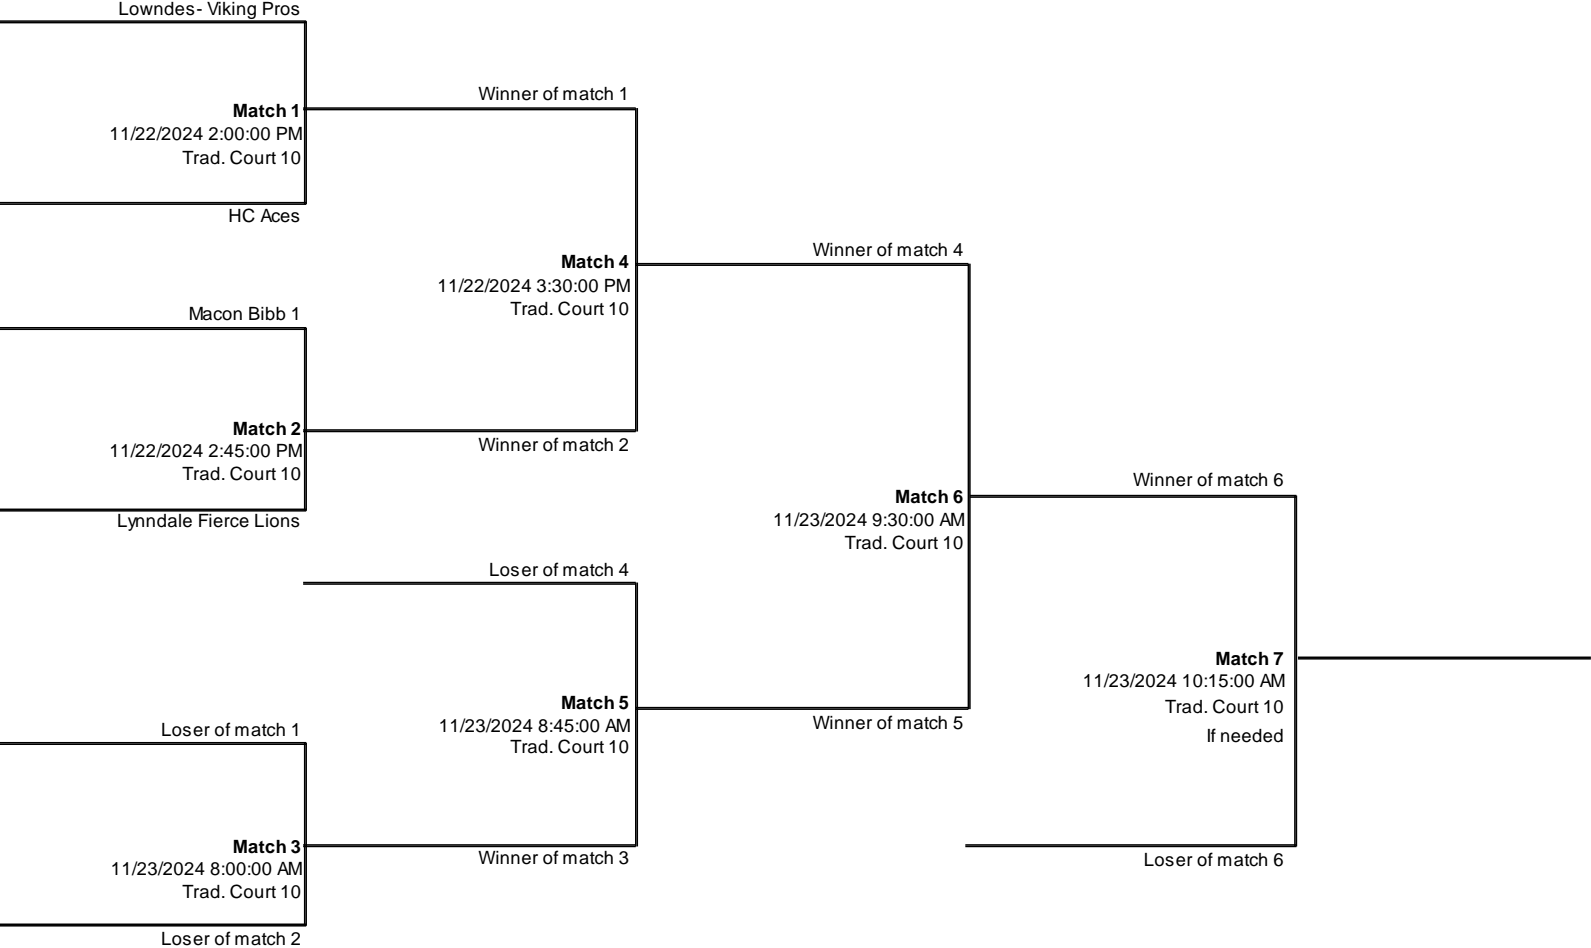 Lowndes- Viking Pros
Match 1
11/22/2024 2:00:00 PM
Trad. Court 10
HC Aces
Macon Bibb 1
Match 2
11/22/2024 2:45:00 PM
Trad. Court 10
Lynndale Fierce Lions
Loser of match 1
Match 3
11/23/2024 8:00:00 AM
Trad. Court 10
Loser of match 2
Winner of match 1
Match 4
11/22/2024 3:30:00 PM
Trad. Court 10
Winner of match 2
Loser of match 4
Match 5
11/23/2024 8:45:00 AM
Trad. Court 10
Winner of match 3
Winner of match 4
Match 6
11/23/2024 9:30:00 AM
Trad. Court 10
Winner of match 5
Winner of match 6
Match 7
11/23/2024 10:15:00 AM
Trad. Court 10
If needed
Loser of match 6